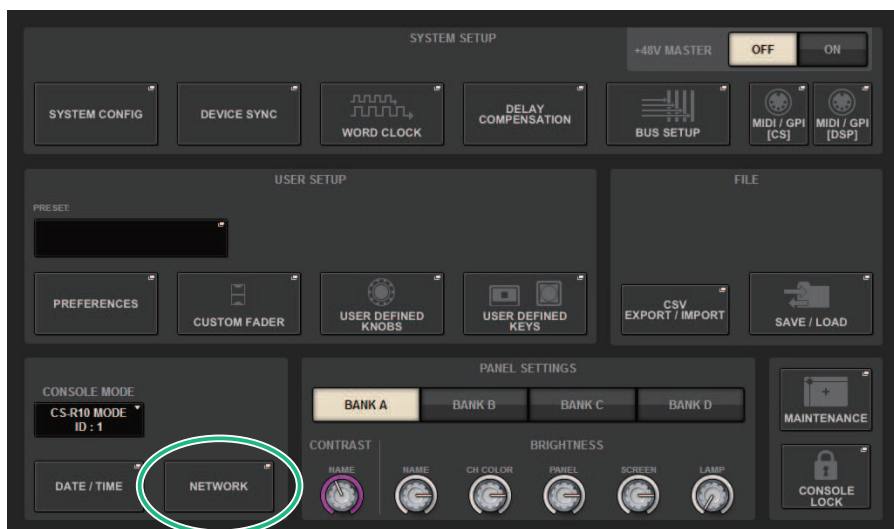 SYSTEM SETUP
+48V MASTER
OFF
ON
SYSTEM CONFIG
DEVICE SYNC
WORD CLOCK
DELAY
COMPENSATION
BUS SETUP
MIDI / GPI
[CS]
MIDI / GPI
[DSP]
USER SETUP
PRESET:
PREFERENCES
CUSTOM FADER
USER DEFINED
KNOBS
USER DEFINED
KEYS
FILE
CSV
EXPORT / IMPORT
SAVE / LOAD
CONSOLE MODE
CS-R10 MODE
ID : 1
DATE / TIME
NETWORK
PANEL SETTINGS
BANK A
BANK B
BANK C
BANK D
CONTRAST
BRIGHTNESS
NAME
NAME
CH COLOR
PANEL
SCREEN
LAMP
MAINTENANCE
CONSOLE
LOCK